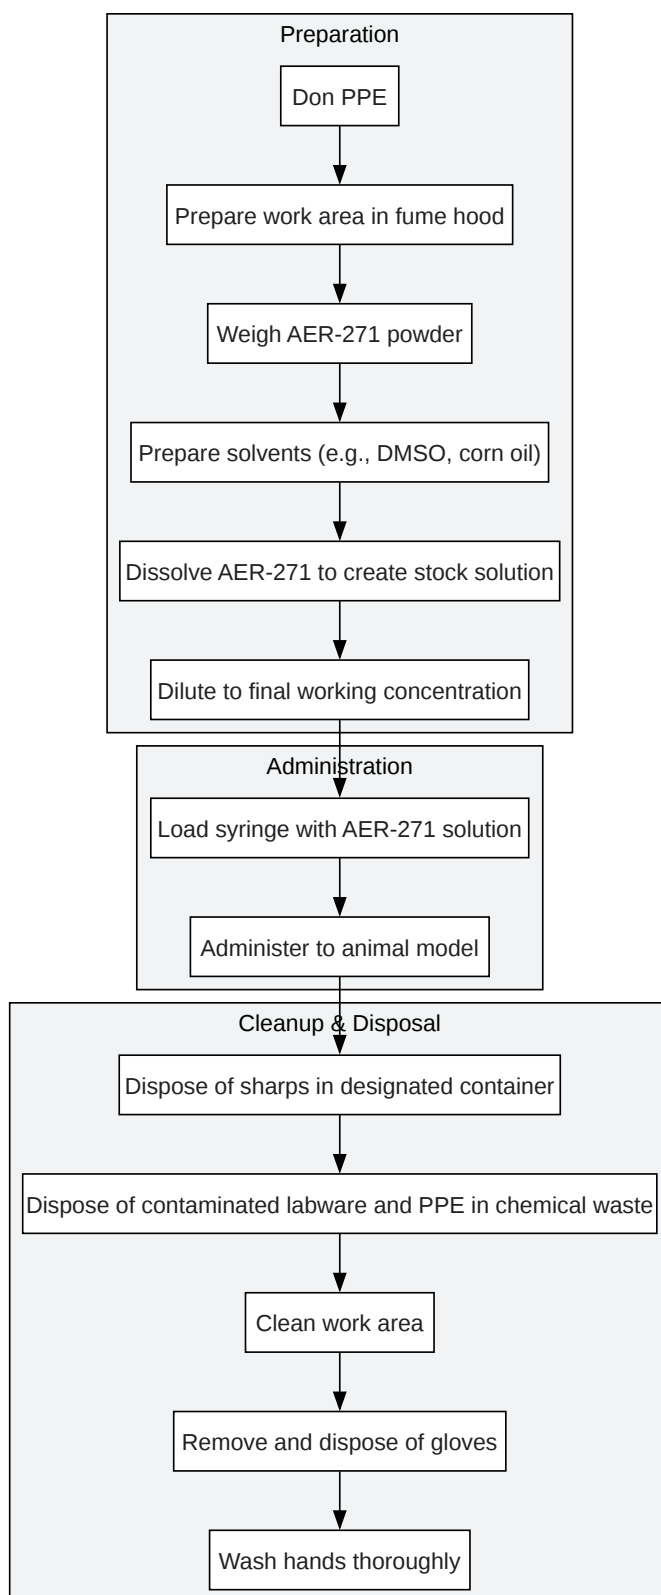 Preparation
Don PPE
Prepare work area in fume hood
Weigh AER-271 powder
Prepare solvents (e.g., DMSO, corn oil)
Dissolve AER-271 to create stock solution
Dilute to final working concentration
Administration
Load syringe with AER-271 solution
Administer to animal model
Cleanup & Disposal
Dispose of sharps in designated container
Dispose of contaminated labware and PPE in chemical waste
Clean work area
Remove and dispose of gloves
Wash hands thoroughly